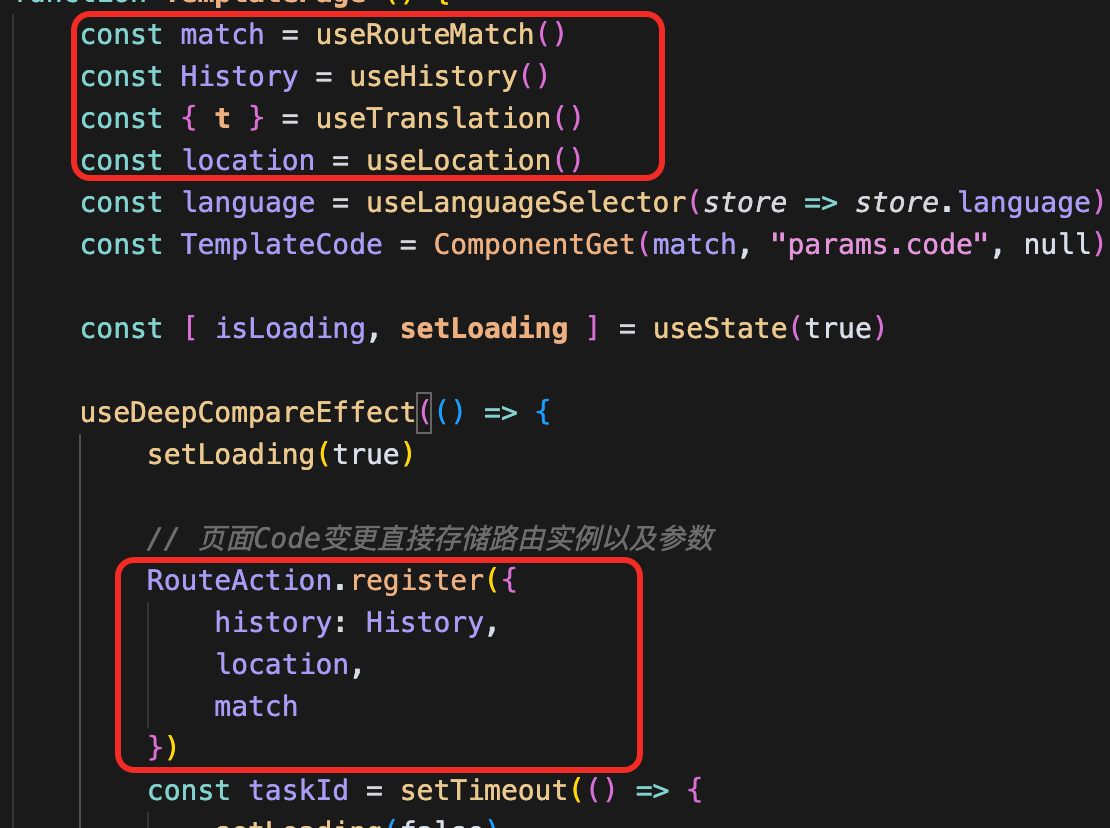 function TemplatePage () {
const match = useRouteMatch()
const History = useHistory()
const { t } = useTranslation()
const location = useLocation()
const language = useLanguageSelector(store => store.language)
const TemplateCode = ComponentGet(match, "params.code", null)
const [ isLoading, setLoading ] = useState(true)
useDeepCompareEffect(() => {
setLoading(true)
// 页面Code变更直接存储路由实例以及参数
RouteAction.register({
history: History,
location,
match
})
const taskId = setTimeout(() => {
setLoading(false)